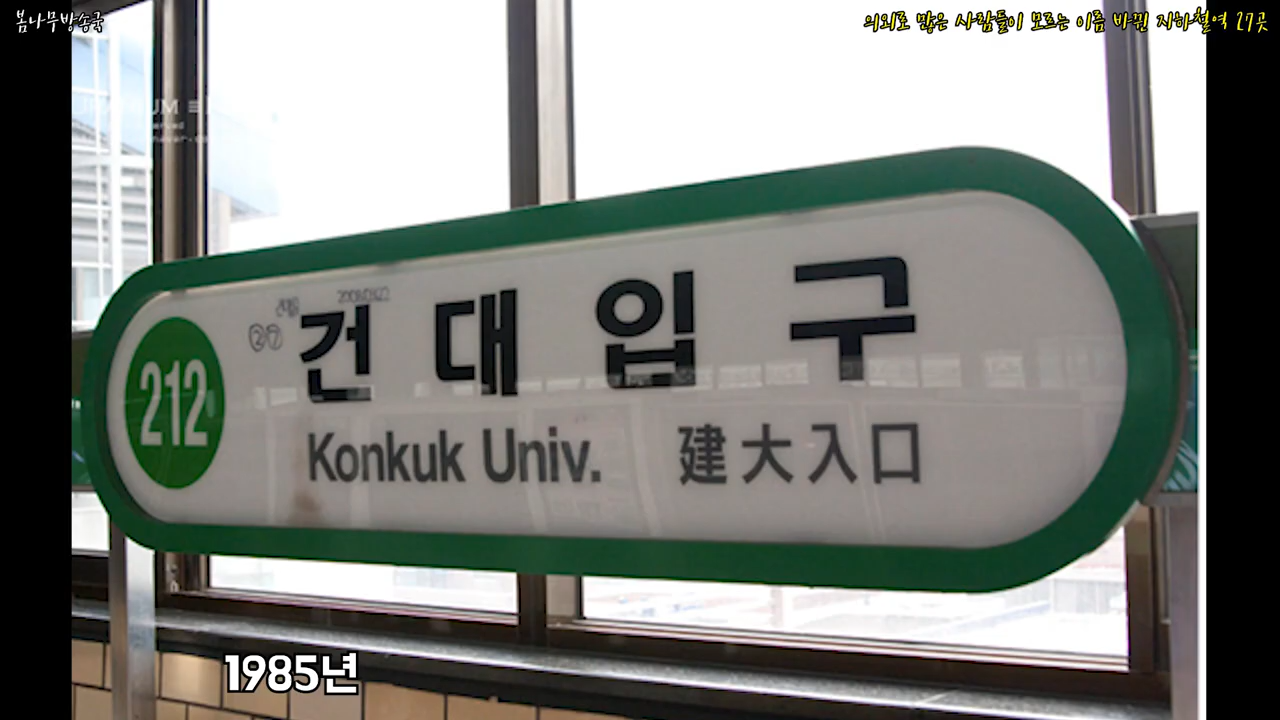 봄나무방송국
의외로 많은 사람들이 모르는 이름 바뀐 지하철역 27곳
212
건대입구
Konkuk Univ. 建大入口
1985년